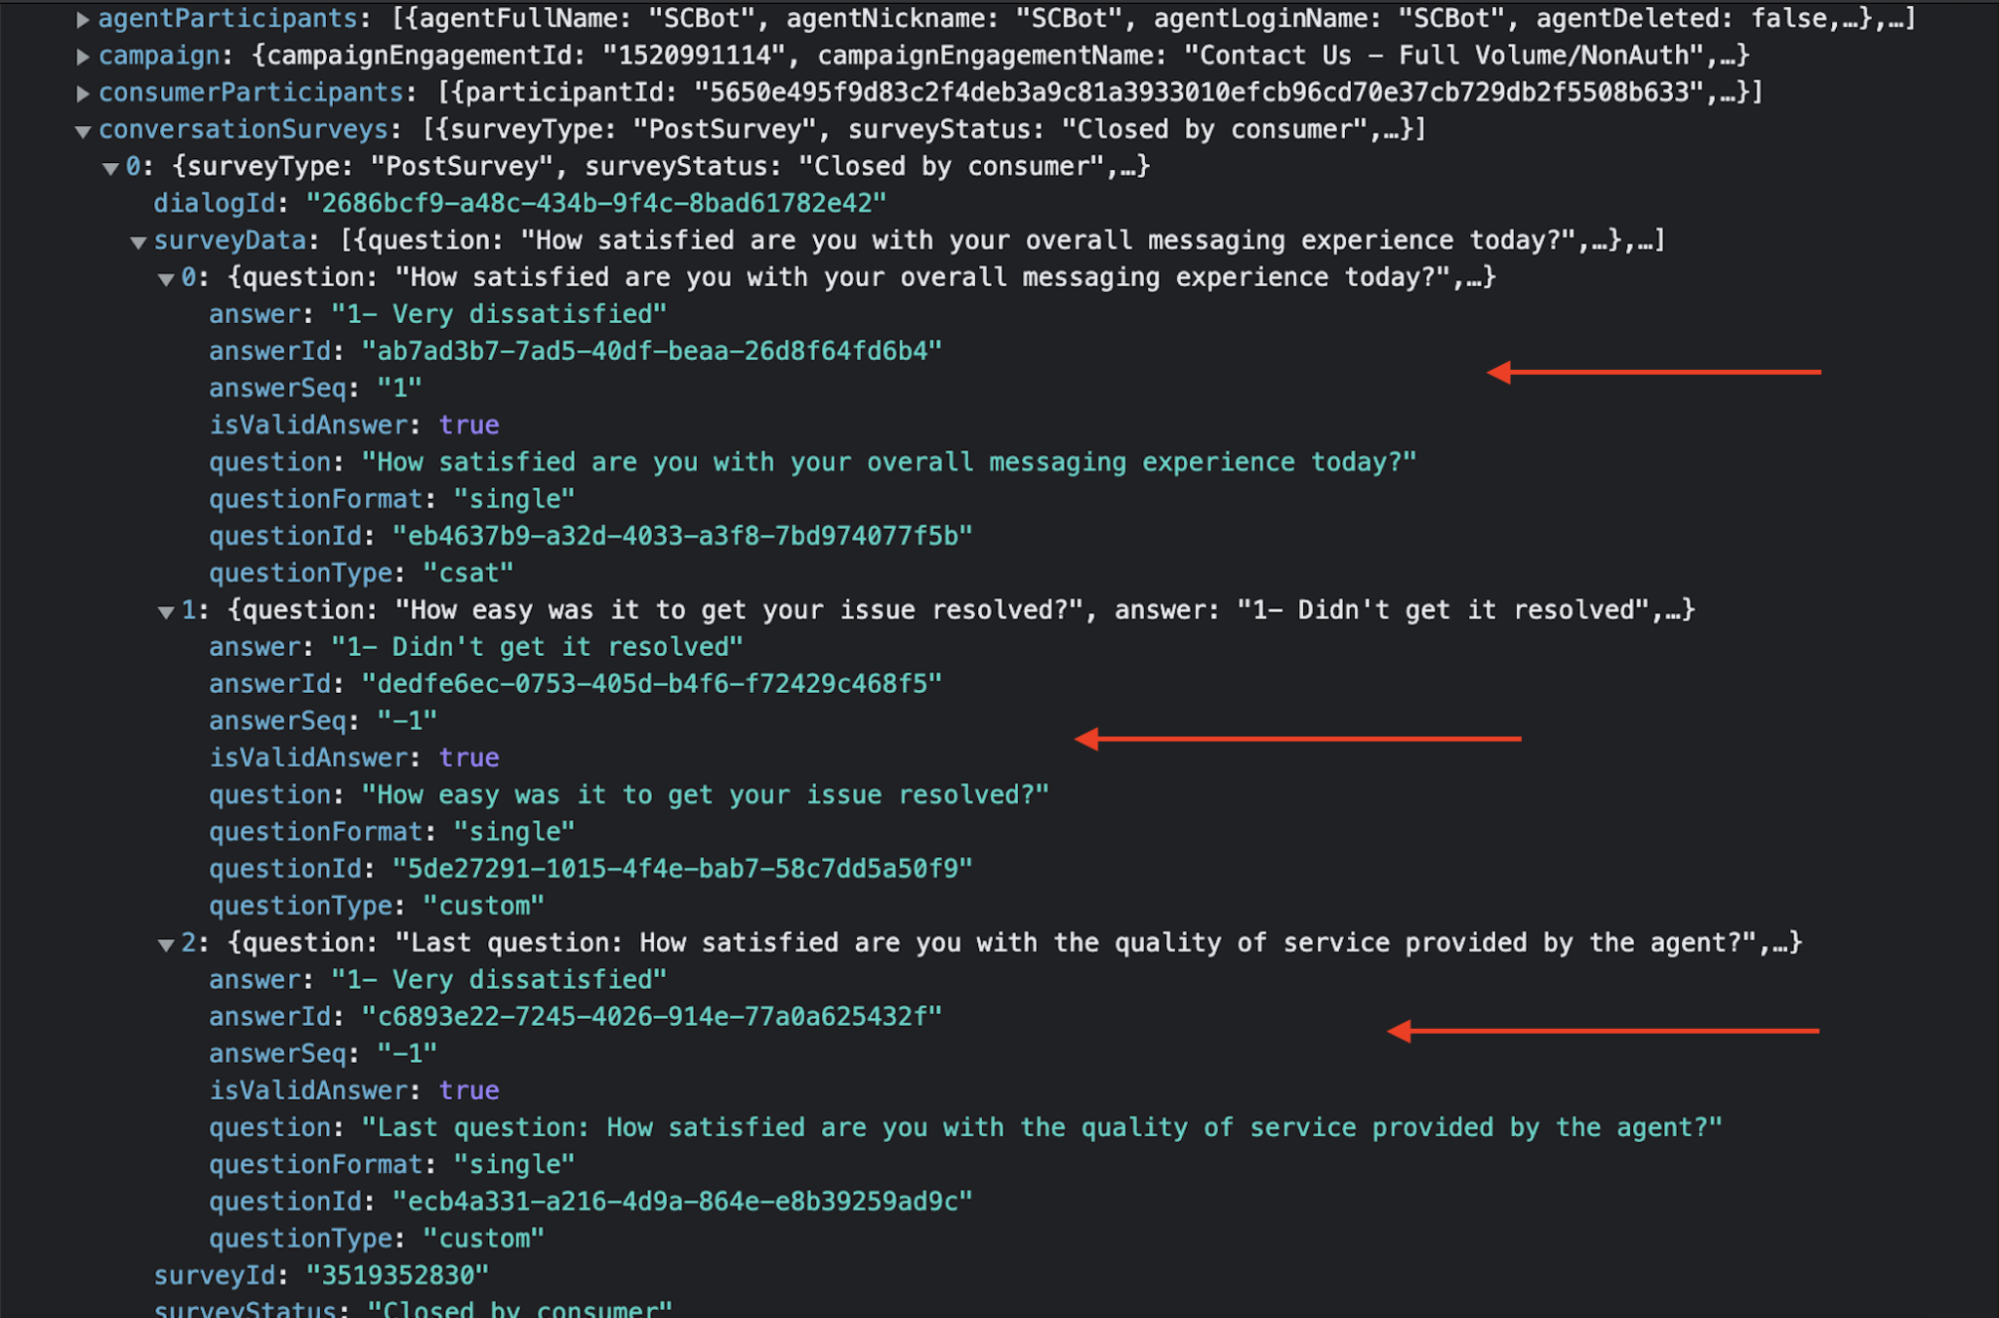 ▶agentParticipants: [{agentFullName: "SCBot", agentNickname: "SCBot", agentLoginName: "SCBot", agentDeleted: false,…},…]
▶campaign: {campaignEngagementId: "1520991114", campaignEngagementName: "Contact Us – Full Volume/NonAuth",…}
▶consumerParticipants: [{participantId: "5650e495f9d83c2f4deb3a9c81a3933010efcb96cd70e37cb729db2f5508b633",…}]
▼conversationSurveys: [{surveyType: "PostSurvey", surveyStatus: "Closed by consumer",…}]
▼0: {surveyType: "PostSurvey", surveyStatus: "Closed by consumer",…}
dialogId: "2686bcf9-a48c-434b-9f4c-8bad61782e42"
▼surveyData: [{question: "How satisfied are you with your overall messaging experience today?",…},…]
▼0: {question: "How satisfied are you with your overall messaging experience today?",…}
answer: "1- Very dissatisfied"
answerId: "ab7ad3b7-7ad5-40df-beaa-26d8f64fd6b4"
answerSeq: "1"
isValidAnswer: true
question: "How satisfied are you with your overall messaging experience today?"
questionFormat: "single"
questionId: "eb4637b9-a32d-4033-a3f8-7bd974077f5b"
questionType: "csat"
▼1: {question: "How easy was it to get your issue resolved?", answer: "1- Didn't get it resolved",…}
answer: "1- Didn't get it resolved"
answerId: "dedfe6ec-0753-405d-b4f6-f72429c468f5"
answerSeq: "-1"
isValidAnswer: true
question: "How easy was it to get your issue resolved?"
questionFormat: "single"
questionId: "5de27291-1015-4f4e-bab7-58c7dd5a50f9"
questionType: "custom"
▼2: {question: "Last question: How satisfied are you with the quality of service provided by the agent?",…}
answer: "1- Very dissatisfied"
answerId: "c6893e22-7245-4026-914e-77a0a625432f"
answerSeq: "-1"
isValidAnswer: true
question: "Last question: How satisfied are you with the quality of service provided by the agent?"
questionFormat: "single"
questionId: "ecb4a331-a216-4d9a-864e-e8b39259ad9c"
questionType: "custom"
surveyId: "3519352830"
surveyStatus: "Closed by consumer"